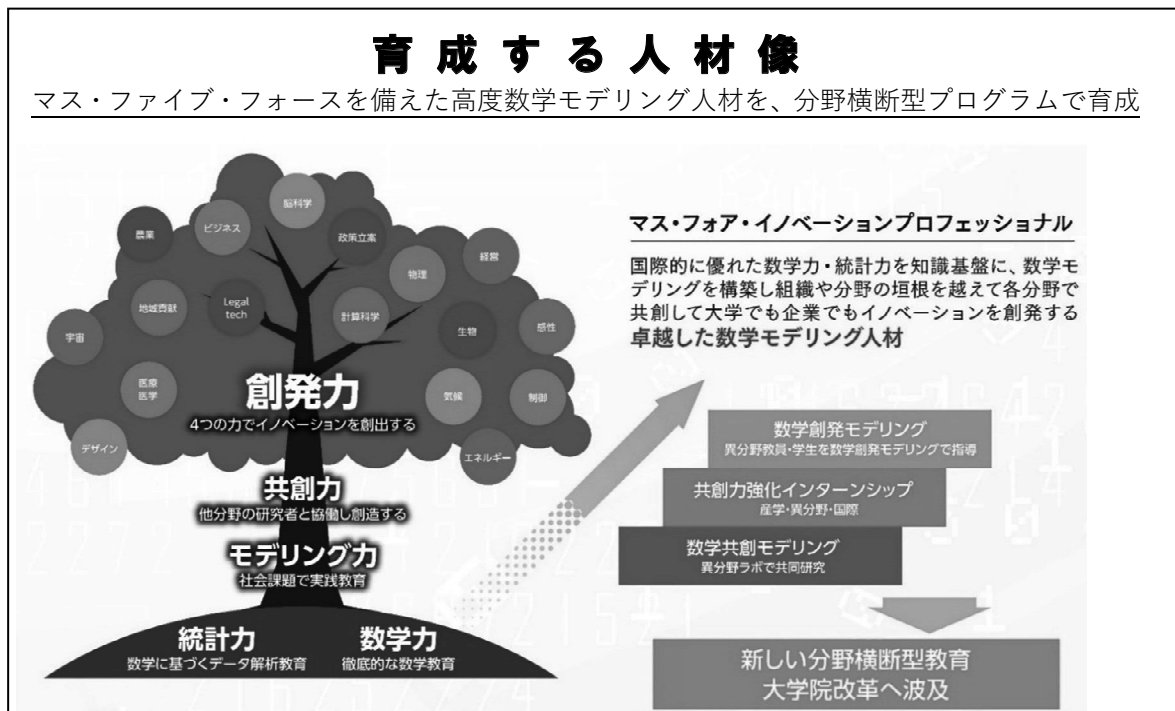 育成する人材像
マス・ファイブ・フォースを備えた高度数学モデリング人材を、分野横断型プログラムで育成
脳科学
農業
ビジネス
政策立案
経営
物理
地域貢献
Legal
tech
計算科学
宇宙
生物
感性
医療
医学
気候
制御
デザイン
エネルギー
創発力
4つの力でイノベーションを創出する
共創力
他分野の研究者と協働し創造する
モデリング力
社会課題で実践教育
統計力
数学に基づくデータ解析教育
数学力
徹底的な数学教育
マス・フォア・イノベーションプロフェッショナル
国際的に優れた数学力・統計力を知識基盤に、数学モ
デリングを構築し組織や分野の垣根を越えて各分野で
共創して大学でも企業でもイノベーションを創発する
卓越した数学モデリング人材
数学創発モデリング
異分野教員・学生を数学創発モデリングで指導
共創力強化インターンシップ
産学・異分野・国際
数学共創モデリング
異分野ラボで共同研究
新しい分野横断型教育
大学院改革へ波及